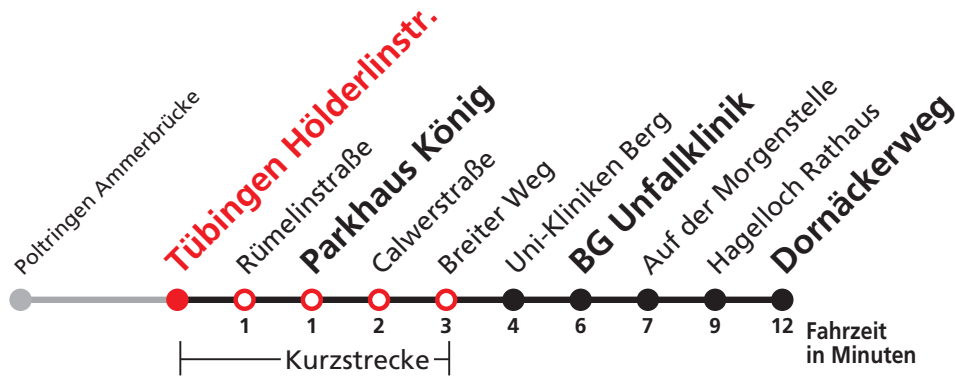 Poltringen Ammerbrücke
Tübingen Hölderlinstr.
Rümelinstraße
Parkhaus König
Calwerstraße
Breiter Weg
Uni-Kliniken Berg
BG Unfallklinik
Auf der Morgenstelle
Hagelloch Rathaus
Dornäckerweg
1 1 2 3 4 6 7 9 12 Fahrzeit
in Minuten
Kurzstrecke